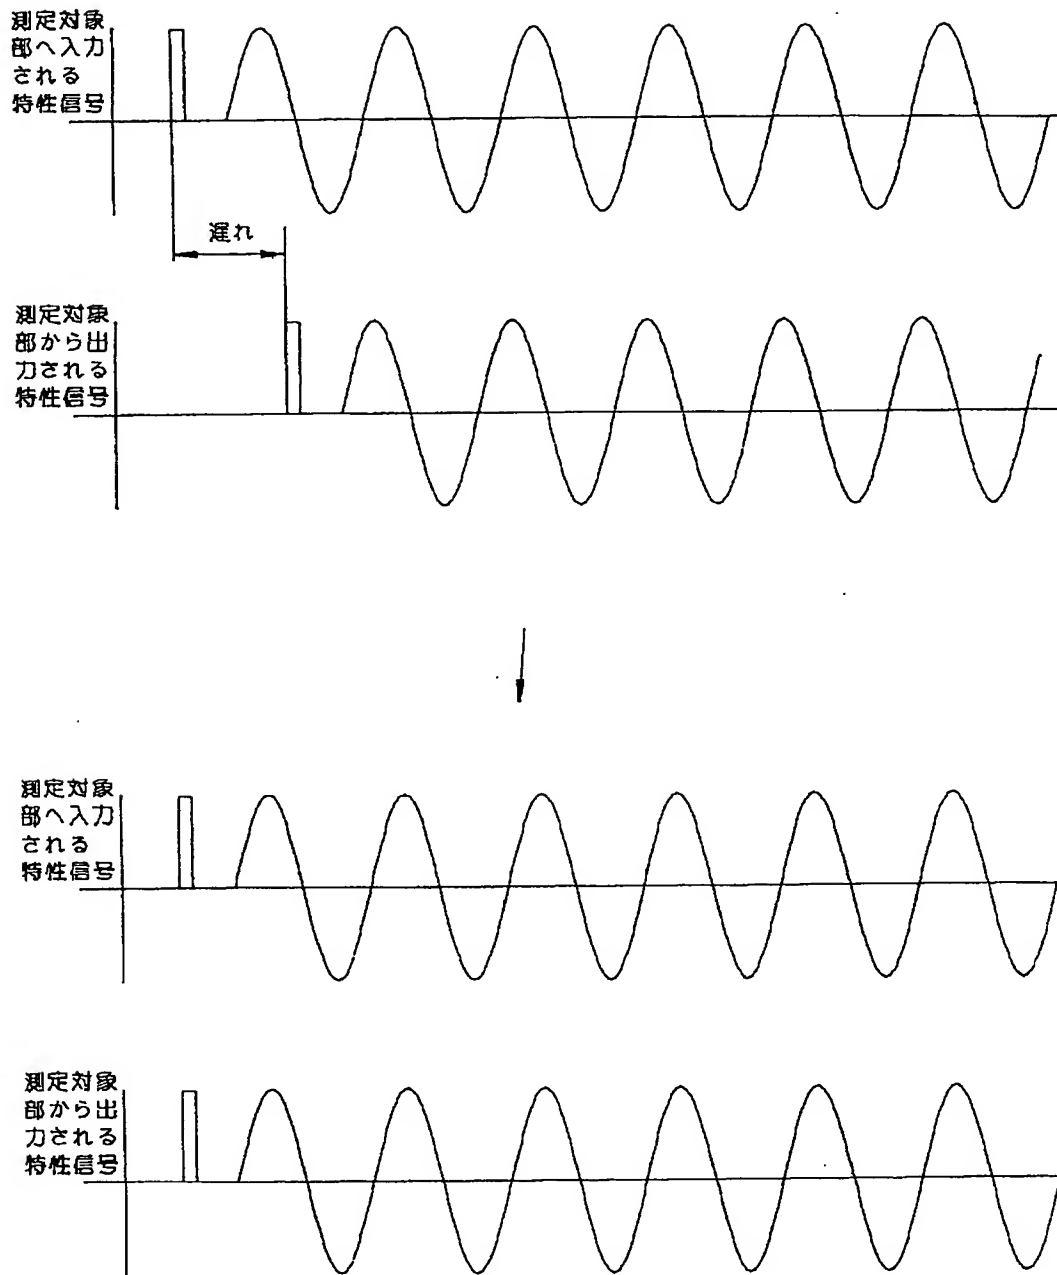 測定対象
部へ入力
される
特性信号
遅れ
測定対象
部から出
力される
特性信号
測定対象
部へ入力
される
特性信号
測定対象
部から出
力される
特性信号